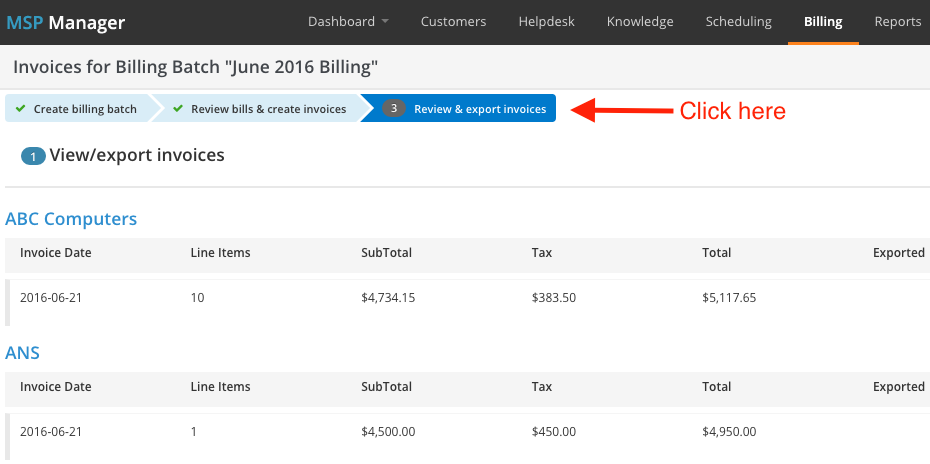 MSP Manager Dashboard Customers Helpdesk Knowledge Scheduling Billing Reports
Invoices for Billing Batch "June 2016 Billing"
Create billing batch Review bills & create invoices 3 Review & export invoices Click here
1 View/export invoices
ABC Computers
Invoice Date Line Items SubTotal Tax Total Exported
2016-06-21 10 $4,734.15 $383.50 $5,117.65
ANS
Invoice Date Line Items SubTotal Tax Total Exported
2016-06-21 1 $4,500.00 $450.00 $4,950.00